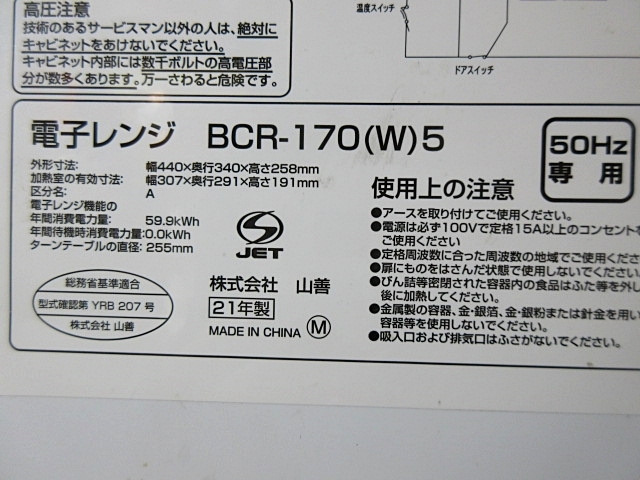 高圧注意
技術のあるサービスマン以外の人は、絶対に
キャビネットをあけないでください。
キャビネット内部には数千ボルトの高電圧部
分が数多くあります。万一さわると危険です。
温度スイッチ
ドアスイッチ
電子レンジ BCR-170(W)5
50Hz
専用
外形寸法: 幅440×奥行340×高さ258mm
加熱室の有効寸法: 幅307×奥行291×高さ191mm
区分名: A
電子レンジ機能の
年間消費電力量: 59.9kWh
年間待機時消費電力量:0.0kWh
ターンテーブルの直径: 255mm
S
JET
総務省基準適合
型式確認第 YRB 207 号
株式会社 山善
株式会社 山善
21年製
MADE IN CHINA M
使用上の注意
●アースを取り付けてご使用ください。
●電源は必ず100Vで定格15A以上のコンセントを
ご使用ください
●定格周波数に合った周波数の地域でご使用ください
●扉にものをはさんだ状態で使用しないでください
●びん詰等密閉された容器内の食品はふた等を外し
後に加熱してください。
●金属製の容器、金・銀箔、金・銀粉または針金を用い
容器等を使用しないでください。
●吸入口および排気口はふさがないでください。